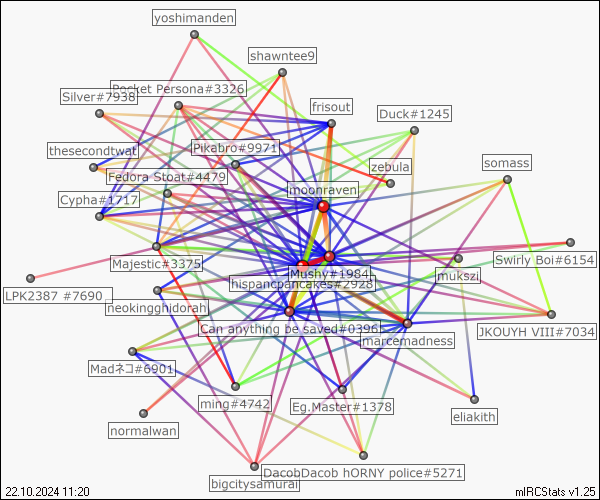 yoshimanden
shawntee9
Pocket Persona#3326
Silver#7938
frisout
Duck#1245
Pikabro#9971
thesecondtwat
zebula
somass
Fedora Stoat#4479
moonraven
Cypha#1717
Majestic#3375
Swirly Boi#6154
Mushy#1984
mukszi
hispancpancakes#2928
LPK2387 #7690
neokingghidorah
Can anything be saved#0396
JKOUYH VIII#7034
marcemadness
Madネコ#6901
ming#4742
Eg.Master#1378
eliakith
normalwan
DacobDacob hORNY police#5271
bigcitysamurai
22.10.2024 11:20
mIRCStats v1.25